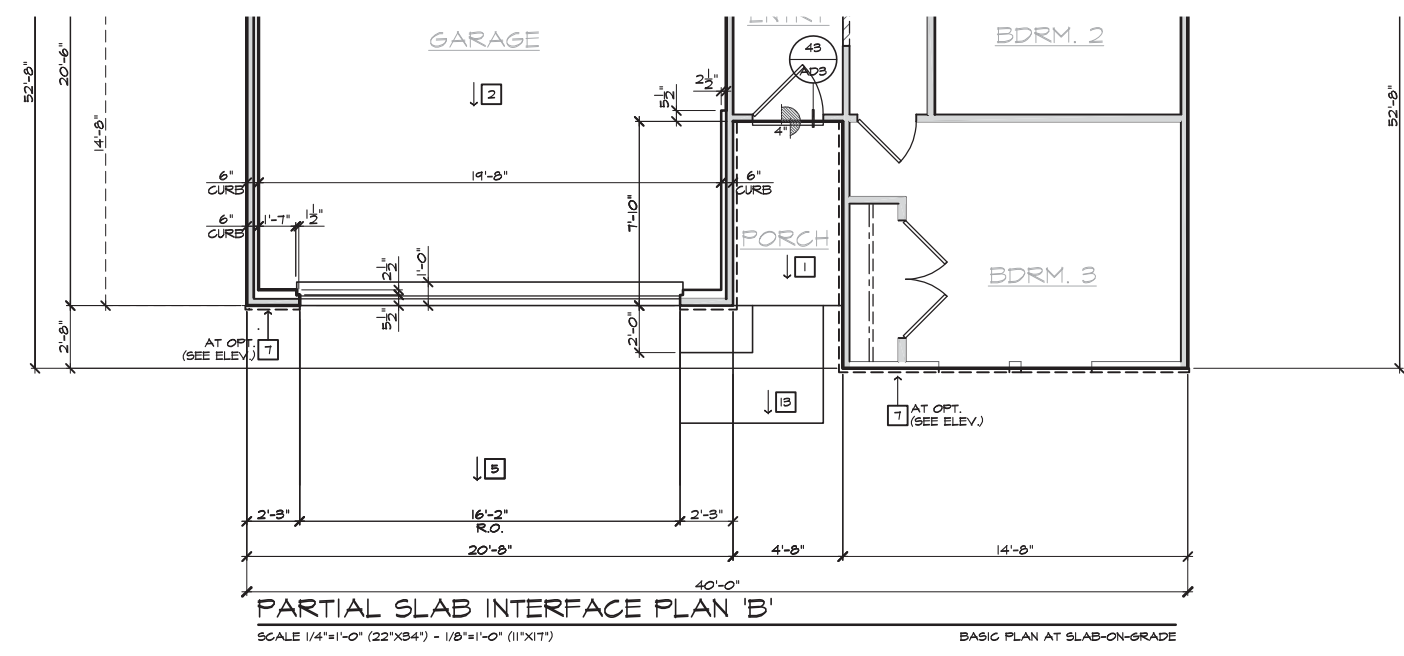 ENTRY
GARAGE
BDRM. 2
43
AD3
2
2 1/2"
5 1/2"
4"
52'-8"
20'-6"
14'-8"
52'-8"
6"
CURB
19'-8"
6"
CURB
6"
CURB
1'-7"
1 1/2"
7'-10"
PORCH
1
BDRM. 3
2 1/2"
1'-0"
5 1/2"
2'-0"
2'-8"
AT OPT.
(SEE ELEV.)
7
13
7
AT OPT.
(SEE ELEV.)
5
2'-3"
16'-2"
R.O.
2'-3"
20'-8"
4'-8"
14'-8"
40'-0"
PARTIAL SLAB INTERFACE PLAN 'B'
SCALE 1/4"=1'-0" (22"X34") - 1/8"=1'-0" (11"X17")
BASIC PLAN AT SLAB-ON-GRADE